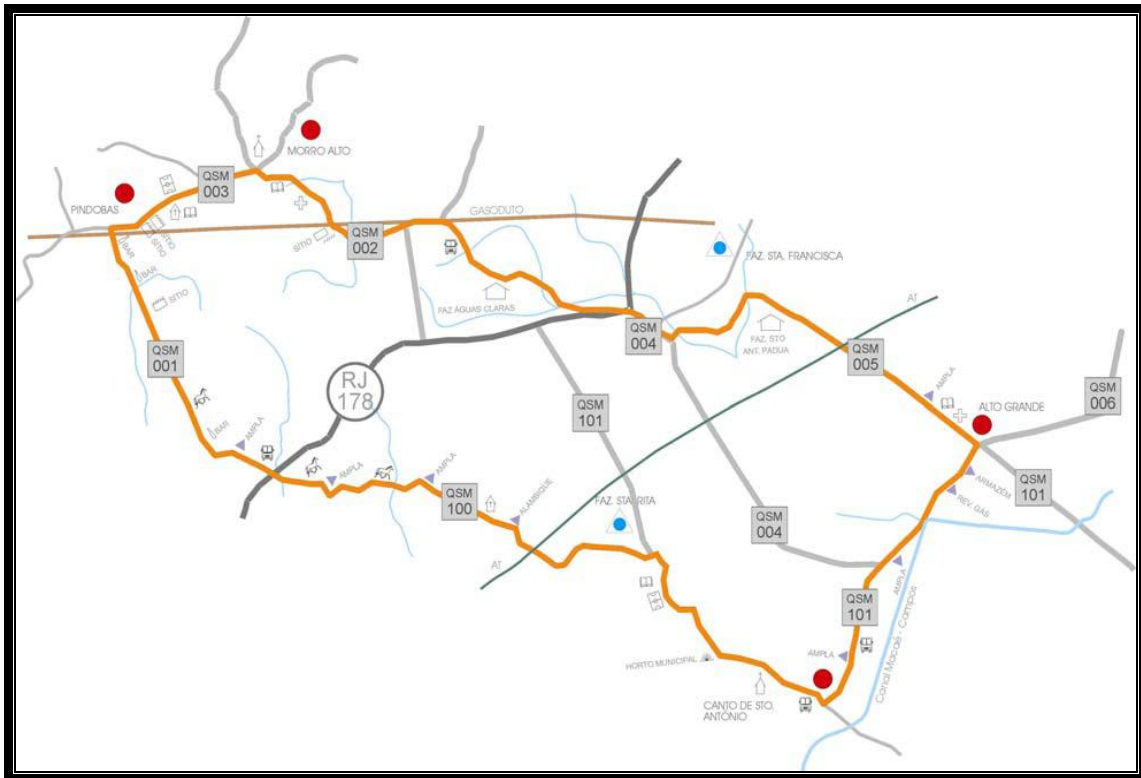 MORRO ALTO
QSM
003
PINDOBAS
GASODUTO
SITIO
SITIO
SITIO
QSM
002
BAR
BAR
SITIO
FAZ. STA. FRANCISCA
FAZ ÁGUAS CLARAS
AT
QSM
004
FAZ. STO
ANT. PADUA
QSM
001
QSM
005
RJ
178
AMPLA
QSM
006
ALTO GRANDE
QSM
101
BAR
AMPLA
AMPLA
AMPLA
ARMAZÉM
REV. GÁS
QSM
101
QSM
100
ALAMBIQUE
FAZ. STA. RITA
QSM
004
AT
AMPLA
QSM
101
Canal Macaé - Campos
HORTO MUNICIPAL
AMPLA
CANTO DE STO.
ANTÔNIO